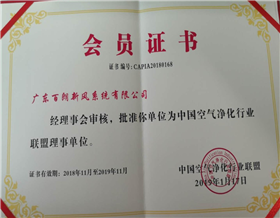 会员证书
证书编号:CAPIA20180168
广东百朗新风系统有限公司
经理事会审核，批准你单位为中国空气净化行业
联盟理事单位。
证书有效期：2018年11月至2019年11月
中国空气净化行业联盟
2019年1月17日